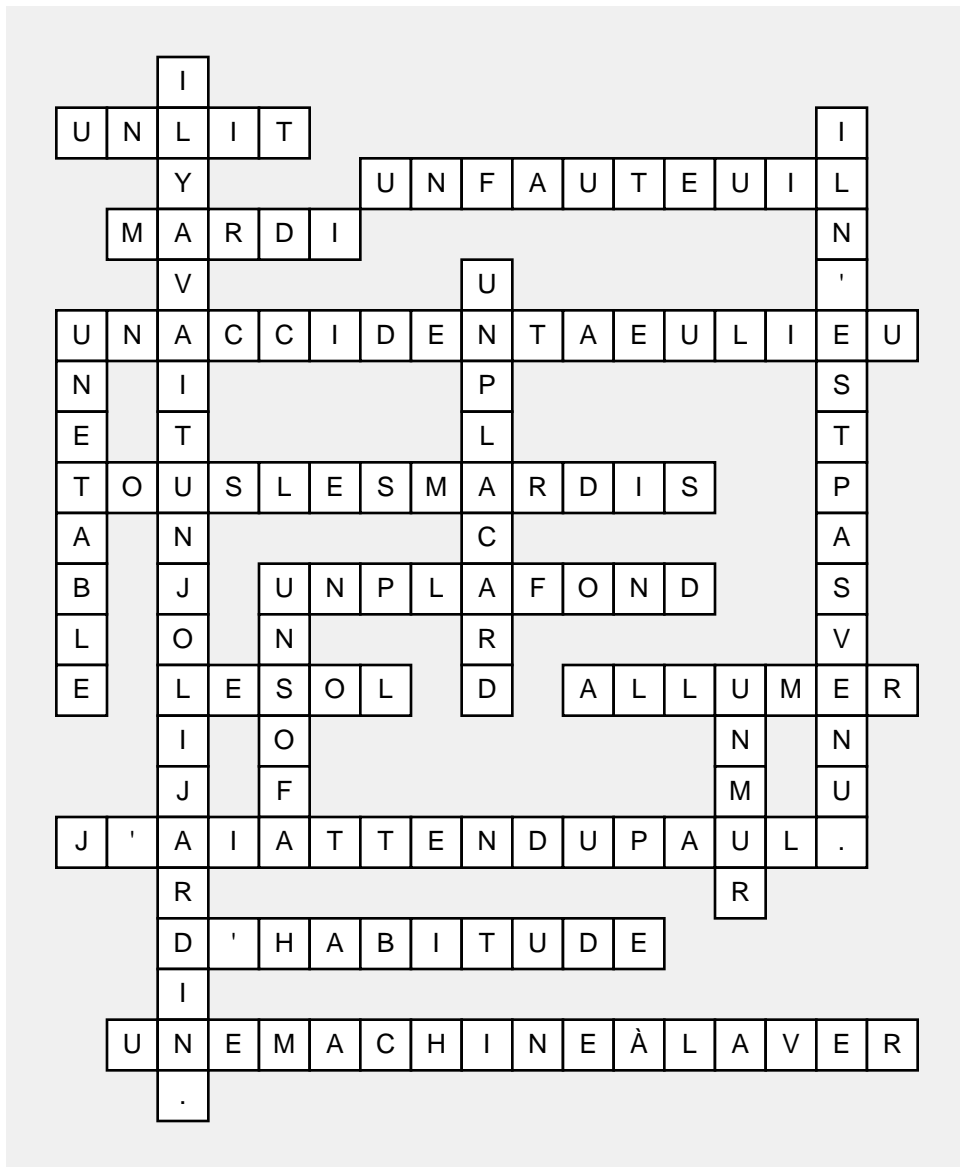 ILYAVAITUNJOLIJARDIN.
UNLIT
ILN'ESTPASVENU.
UNFAUTEUIL
MARDI
UNPLACARD
UNACCIDENTAEULIEU
UNETABLE
TOUSLESMARDIS
UNPLAFOND
UNSOFA
LESOL
ALLUMER
UNMUR
J'AIATTENDUPAUL.
D'HABITUDE
UNEMACHINEÀLAVER